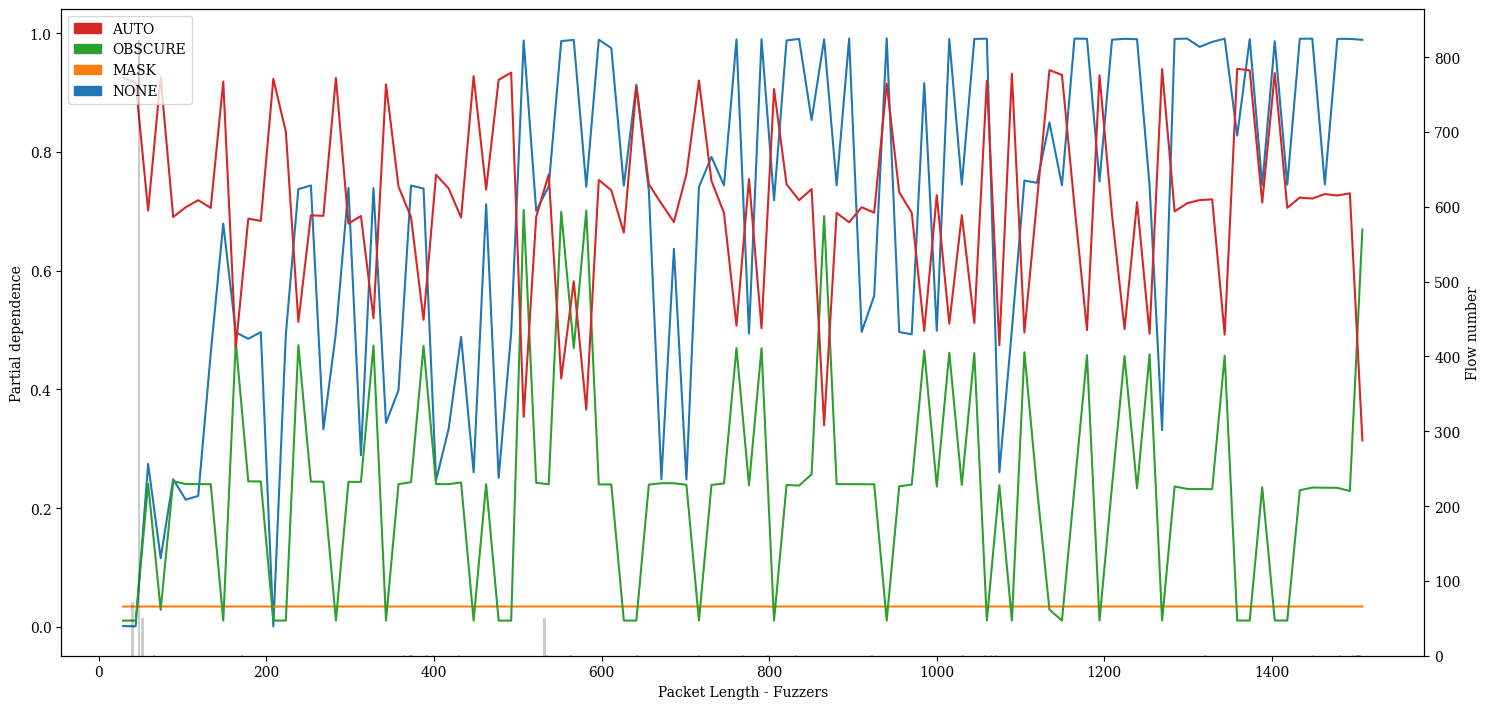 AUTO
OBSCURE
MASK
NONE
1.0
0.8
0.6
0.4
0.2
0.0
Partial dependence
800
700
600
500
400
300
200
100
0
Flow number
0 200 400 600 800 1000 1200 1400
Packet Length - Fuzzers